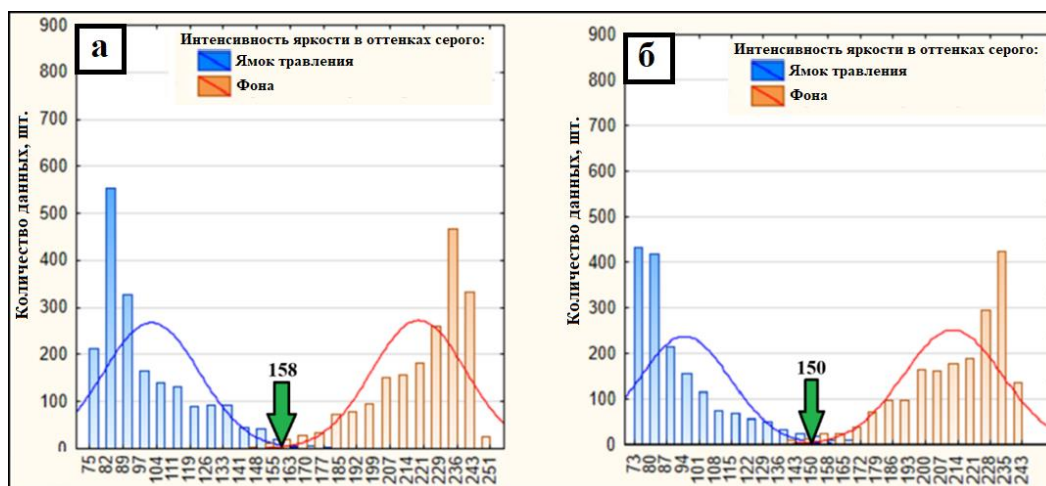 а
Интенсивность яркости в оттенках серого:
Ямок травления
Фона
Количество данных, шт.
900
800
700
600
500
400
300
200
100
0
158
75 82 89 97 104 111 119 126 133 141 148 155 163 170 177 185 192 199 207 214 221 229 236 243 251
б
Интенсивность яркости в оттенках серого:
Ямок травления
Фона
Количество данных, шт.
900
800
700
600
500
400
300
200
100
0
150
73 80 87 94 101 108 115 122 129 136 143 150 158 165 172 179 186 193 200 207 214 221 228 235 243